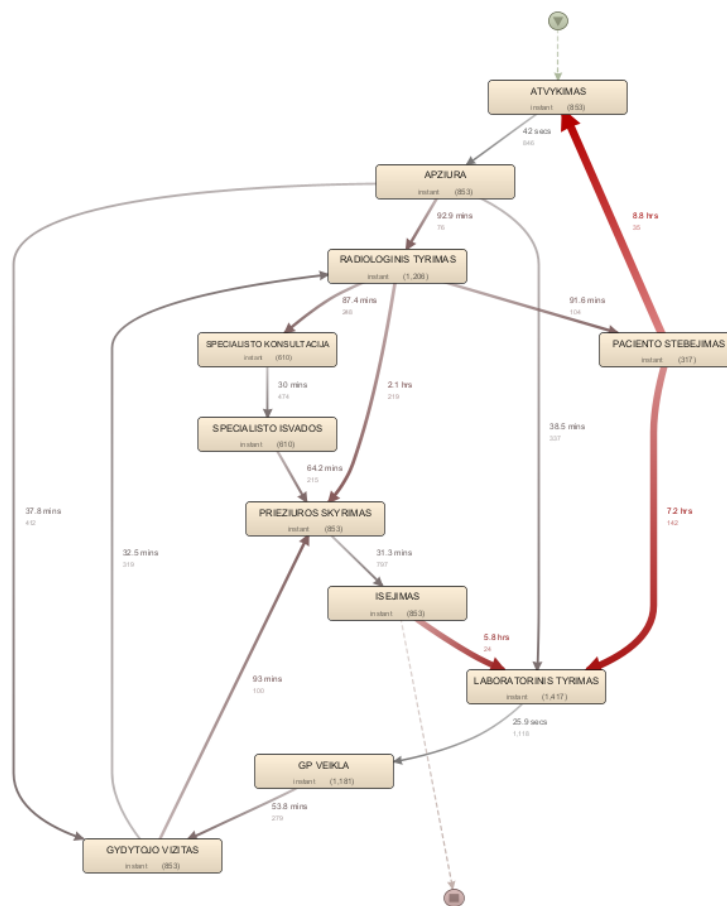 ATVYKIMAS
instant (853)
42 secs
846
APZIURA
instant (853)
92.9 mins
76
8.8 hrs
35
RADIOLOGINIS TYRIMAS
instant (1,206)
87.4 mins
91.6 mins
104
SPECIALISTO KONSULTACIJA
instant (610)
PACIENTO STEBEJIMAS
instant (317)
30 mins
474
2.1 hrs
219
SPECIALISTO ISVADOS
instant (610)
38.5 mins
337
64.2 mins
PRIEZIUROS SKYRIMAS
instant (853)
37.8 mins
412
7.2 hrs
142
32.5 mins
319
31.3 mins
797
ISEJIMAS
instant (853)
5.8 hrs
24
93 mins
100
LABORATORINIS TYRIMAS
instant (1,417)
25.9 secs
GP VEIKLA
instant (1,181)
53.8 mins
279
GYDYTOJO VIZITAS
instant (853)